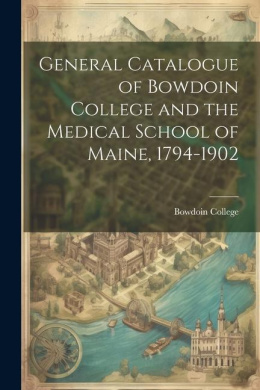 General Catalogue
of Bowdoin
College and the
Medical School of
Maine, 1794-1902
Bowdoin College